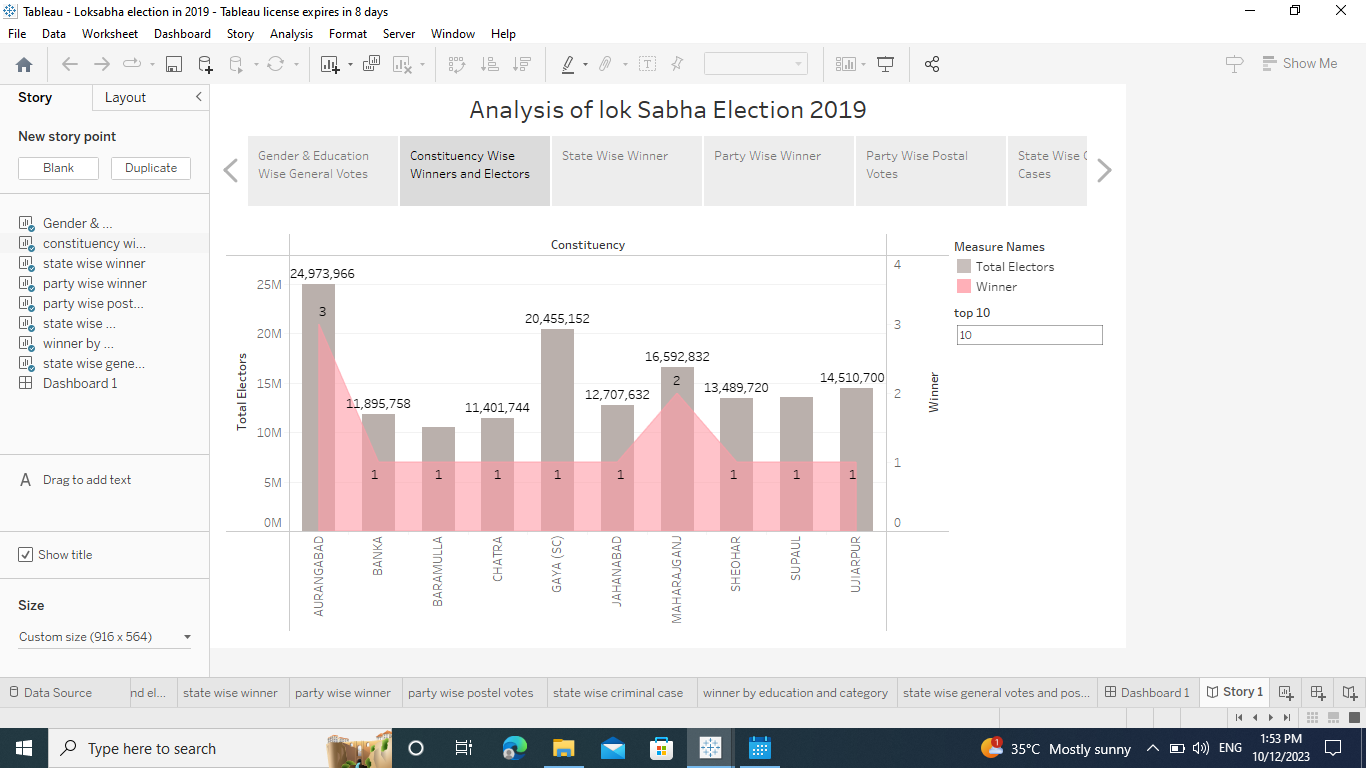 Tableau - Loksabha election in 2019 - Tableau license expires in 8 days
File Data Worksheet Dashboard Story Analysis Format Server Window Help
Show Me
Story Layout
New story point
Blank Duplicate
Gender & ...
constituency wi...
state wise winner
party wise winner
party wise post...
state wise ...
winner by ...
state wise gene...
Dashboard 1
A Drag to add text
Show title
Size
Custom size (916 x 564)
Analysis of lok Sabha Election 2019
Gender & Education
Wise General Votes
Constituency Wise
Winners and Electors
State Wise Winner
Party Wise Winner
Party Wise Postal
Votes
State Wise C
Cases
Constituency
Total Electors
25M
20M
15M
10M
5M
0M
24,973,966
11,895,758
11,401,744
20,455,152
12,707,632
16,592,832
13,489,720
14,510,700
3
1
1
1
1
1
2
1
1
1
AURANGABAD
BANKA
BARAMULLA
CHATRA
GAYA (SC)
JAHANABAD
MAHARAJGANJ
SHEOHAR
SUPAUL
UJIARPUR
4
3
2
1
0
Winner
Measure Names
Total Electors
Winner
top 10
10
Data Source nd el... state wise winner party wise winner party wise postel votes state wise criminal case winner by education and category state wise general votes and pos... Dashboard 1 Story 1
Type here to search
1
35°C Mostly sunny
ENG
1:53 PM
10/12/2023